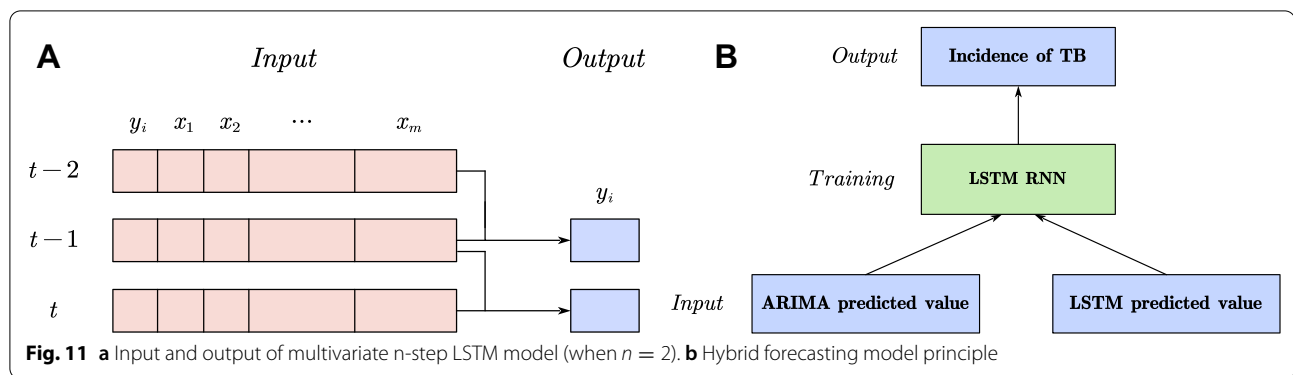 A Input Output
y_i x_1 x_2 ... x_m
t − 2
y_i
t − 1
t
B
Output Incidence of TB
Training LSTM RNN
Input ARIMA predicted value LSTM predicted value
Fig. 11 a Input and output of multivariate n-step LSTM model (when n = 2). b Hybrid forecasting model principle